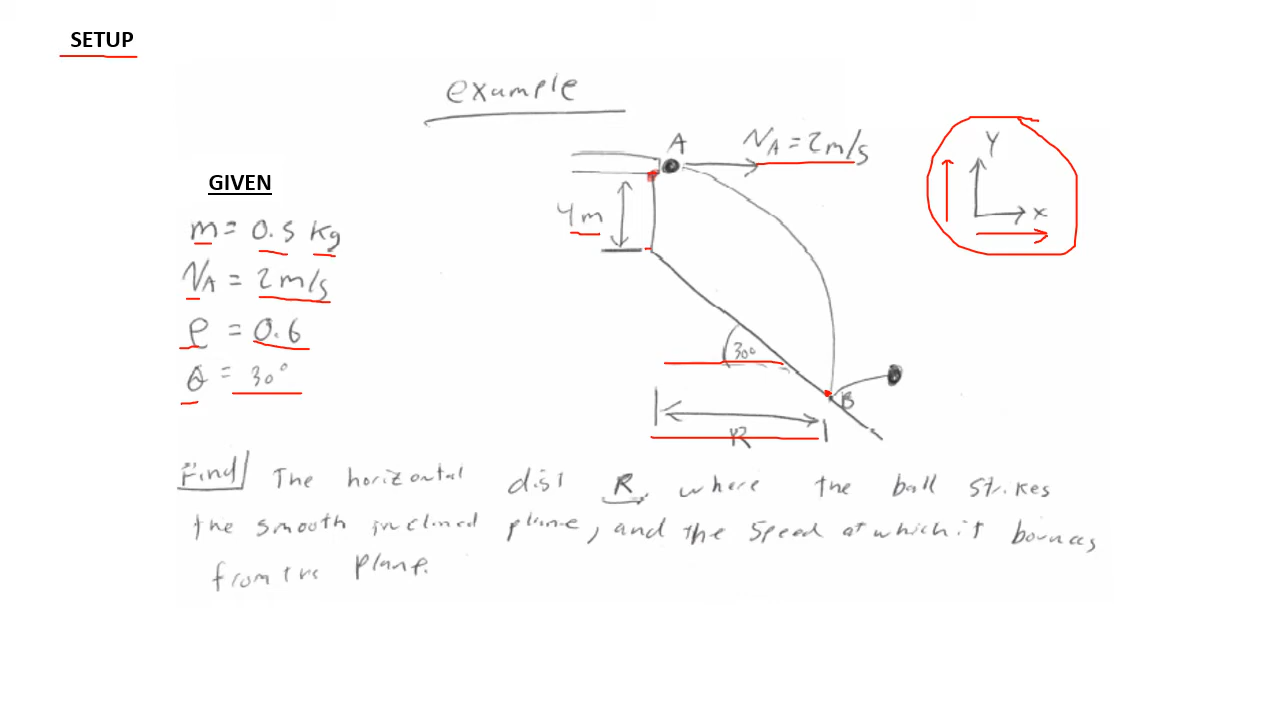 SETUP
example
A
VA = 2 m/s
Y
x
GIVEN
m = 0.5 kg
VA = 2 m/s
e = 0.6
θ = 30°
4m
30°
B
R
Find The horizontal dist R, where the ball strikes
the smooth inclined plane, and the speed at which it bounces
from the plane.